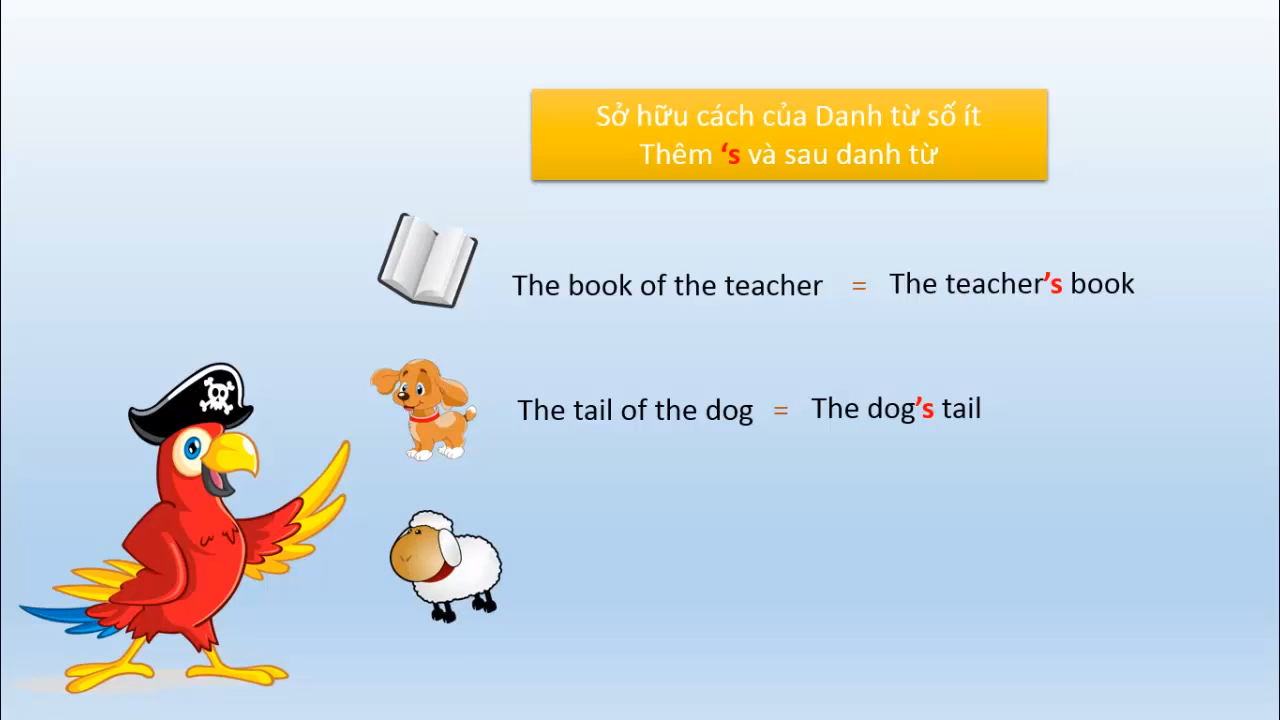 Sở hữu cách của Danh từ số ít
Thêm ‘s và sau danh từ
The book of the teacher = The teacher’s book
The tail of the dog = The dog’s tail